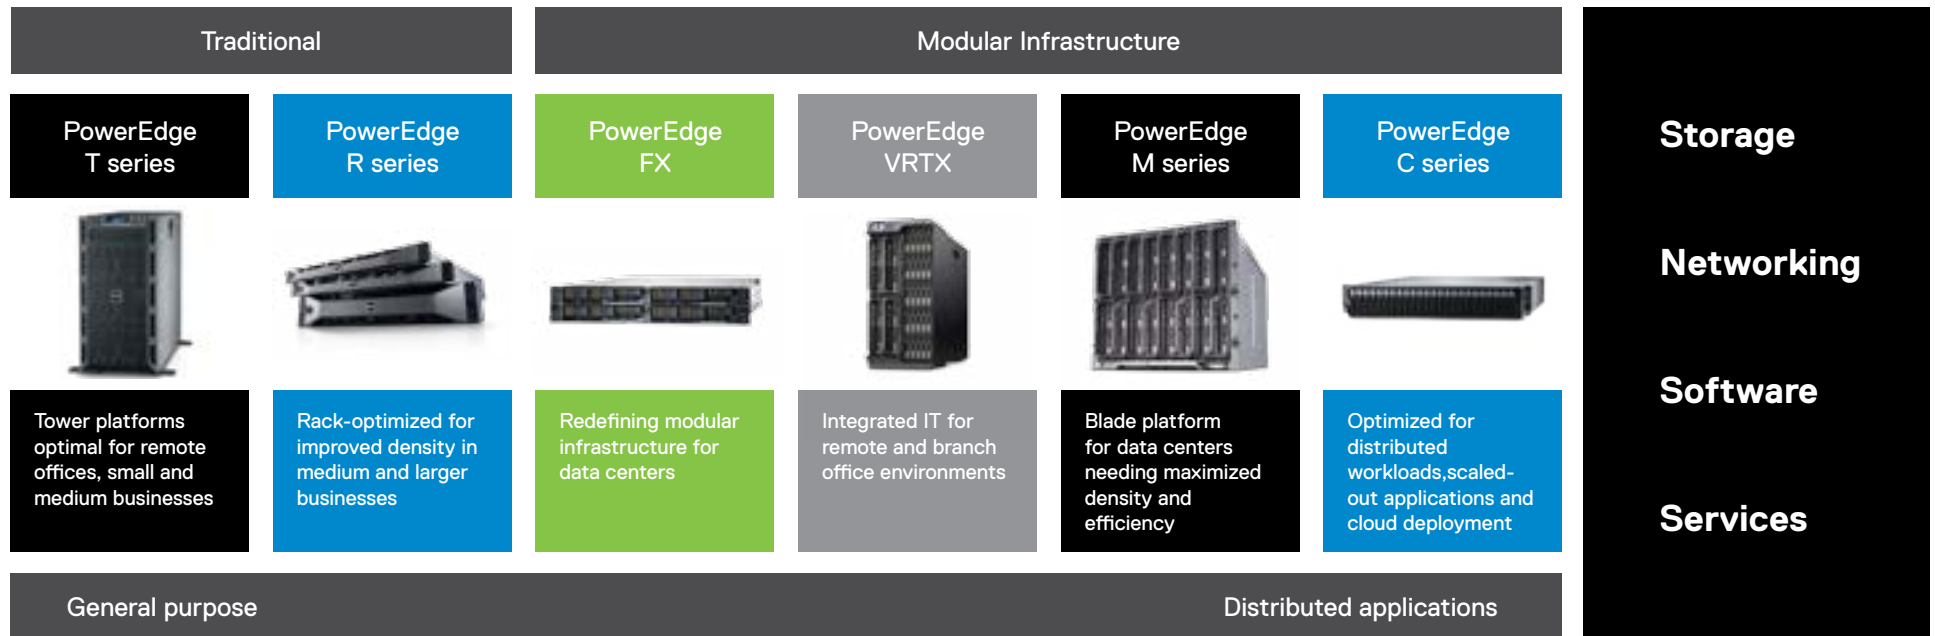 Traditional
Modular Infrastructure
PowerEdge
T series
PowerEdge
R series
PowerEdge
FX
PowerEdge
VRTX
PowerEdge
M series
PowerEdge
C series
Tower platforms
optimal for remote
offices, small and
medium businesses
Rack-optimized for
improved density in
medium and larger
businesses
Redefining modular
infrastructure for
data centers
Integrated IT for
remote and branch
office environments
Blade platform
for data centers
needing maximized
density and
efficiency
Optimized for
distributed
workloads,scaled-
out applications and
cloud deployment
General purpose
Distributed applications
Storage
Networking
Software
Services